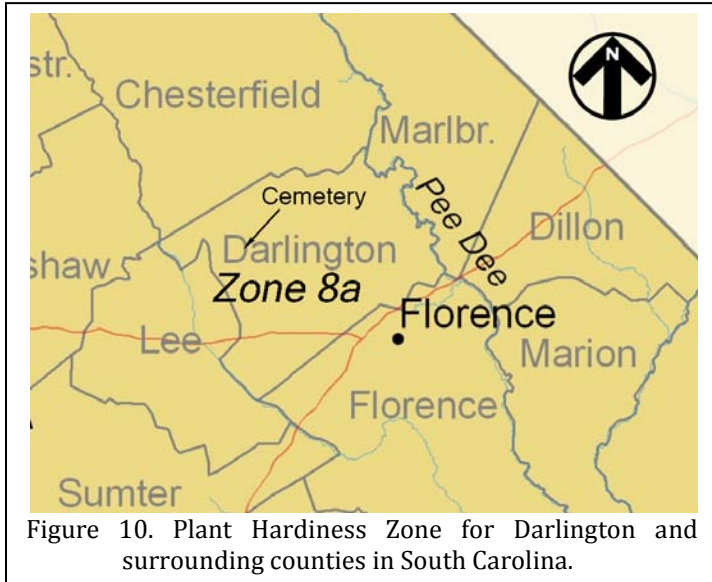 N
str.
Chesterfield
Marlbr.
Cemetery
Pee Dee
Dillon
shaw
Darlington
Zone 8a
Florence
Lee
Marion
Florence
Sumter
Figure 10. Plant Hardiness Zone for Darlington and
surrounding counties in South Carolina.